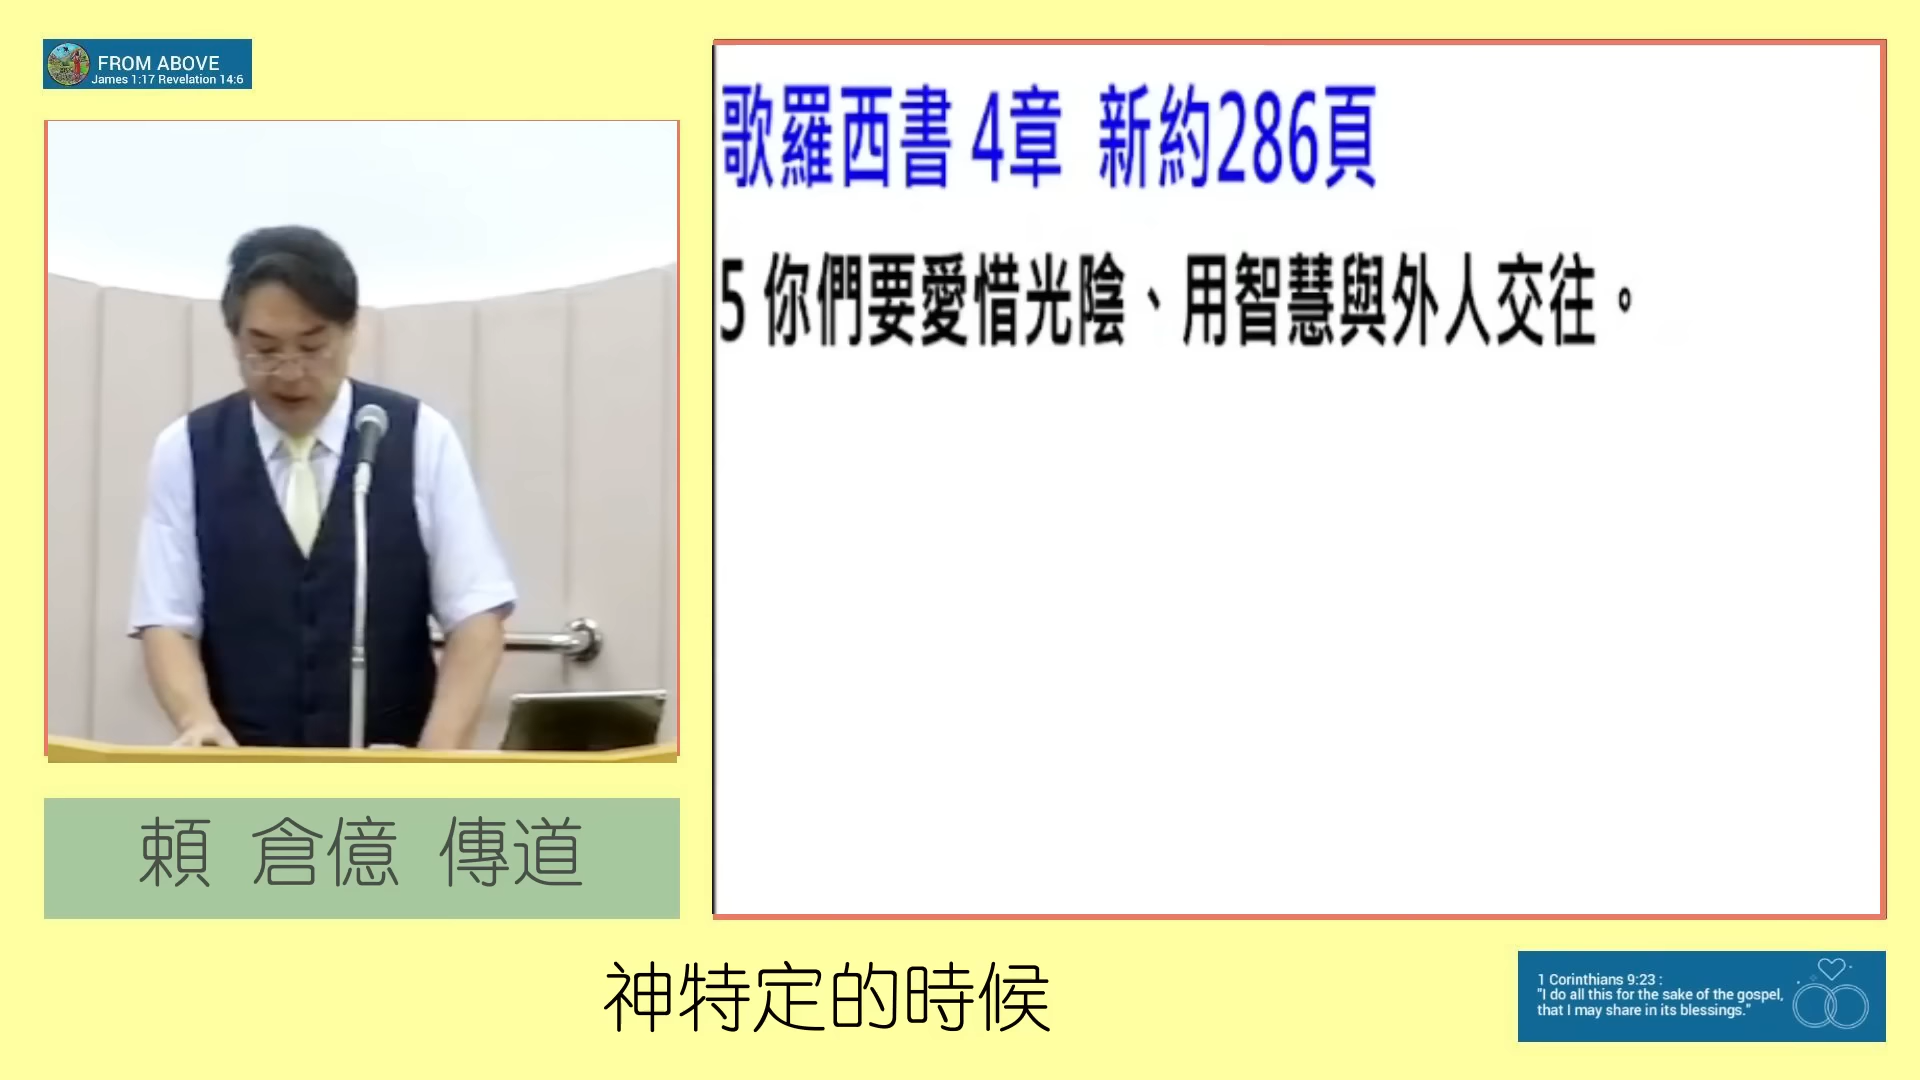 FROM ABOVE
James 1:17 Revelation 14:6
歌羅西書 4章 新約286頁
5 你們要愛惜光陰、用智慧與外人交往。
賴 倉億 傳道
神特定的時候
1 Corinthians 9:23 :
"I do all this for the sake of the gospel,
that I may share in its blessings."